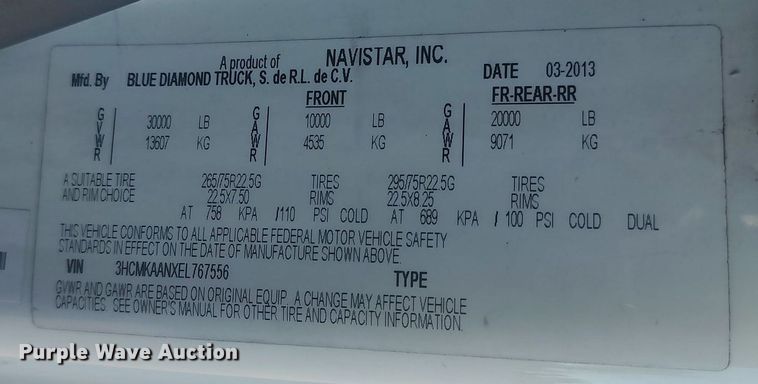 A product of NAVISTAR, INC.
Mfd. By BLUE DIAMOND TRUCK, S. de R.L. de C.V. DATE 03-2013
FRONT FR-REAR-RR
GVWR 30000 LB GAWR 10000 LB GAWR 20000 LB
13607 KG 4535 KG 9071 KG
A SUITABLE TIRE 265/75R22.5G TIRES 295/75R22.5G TIRES
AND RIM CHOICE 22.5X7.50 RIMS 22.5X8.25 RIMS
AT 758 KPA /110 PSI COLD AT 689 KPA / 100 PSI COLD DUAL
THIS VEHICLE CONFORMS TO ALL APPLICABLE FEDERAL MOTOR VEHICLE SAFETY
STANDARDS IN EFFECT ON THE DATE OF MANUFACTURE SHOWN ABOVE.
VIN 3HCMKAANXEL767556 TYPE
GVWR AND GAWR ARE BASED ON ORIGINAL EQUIP. A CHANGE MAY AFFECT VEHICLE
CAPACITIES. SEE OWNER'S MANUAL FOR OTHER TIRE AND CAPACITY INFORMATION.
Purple Wave Auction